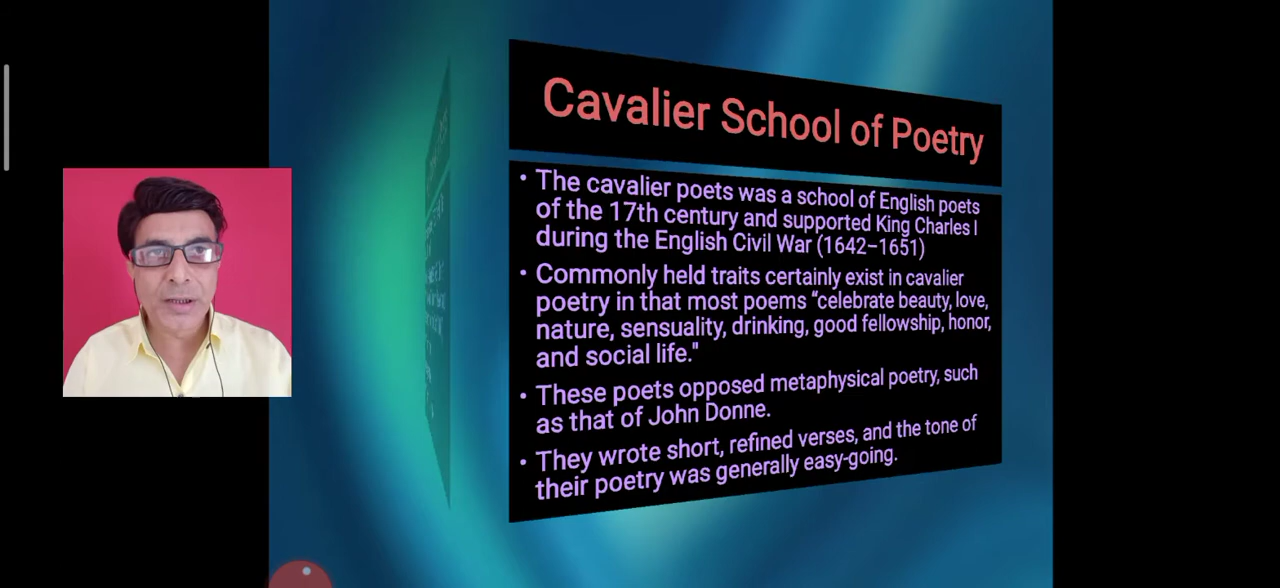 Cavalier School of Poetry
• The cavalier poets was a school of English poets
of the 17th century and supported King Charles I
during the English Civil War (1642–1651)
• Commonly held traits certainly exist in cavalier
poetry in that most poems “celebrate beauty, love,
nature, sensuality, drinking, good fellowship, honor,
and social life."
• These poets opposed metaphysical poetry, such
as that of John Donne.
• They wrote short, refined verses, and the tone of
their poetry was generally easy-going.